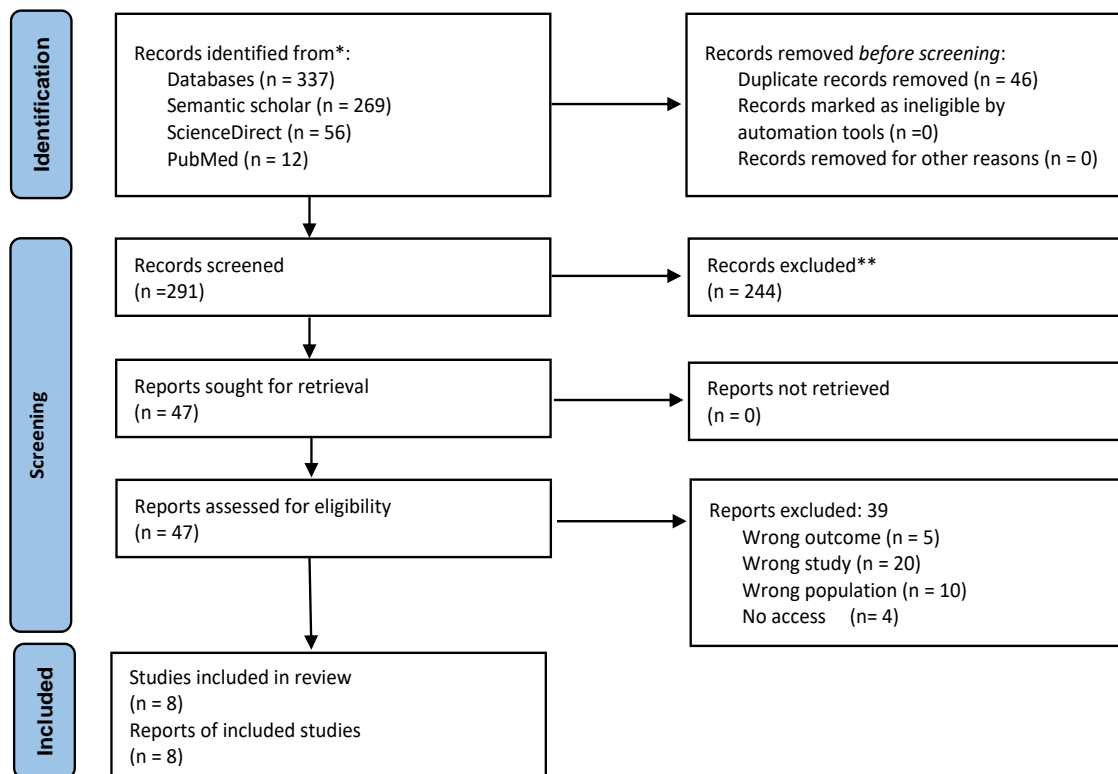 Identification
Records identified from*:
Databases (n = 337)
Semantic scholar (n = 269)
ScienceDirect (n = 56)
PubMed (n = 12)
Records removed before screening:
Duplicate records removed (n = 46)
Records marked as ineligible by
automation tools (n =0)
Records removed for other reasons (n = 0)
Screening
Records screened
(n =291)
Records excluded**
(n = 244)
Reports sought for retrieval
(n = 47)
Reports not retrieved
(n = 0)
Reports assessed for eligibility
(n = 47)
Reports excluded: 39
Wrong outcome (n = 5)
Wrong study (n = 20)
Wrong population (n = 10)
No access (n= 4)
Included
Studies included in review
(n = 8)
Reports of included studies
(n = 8)